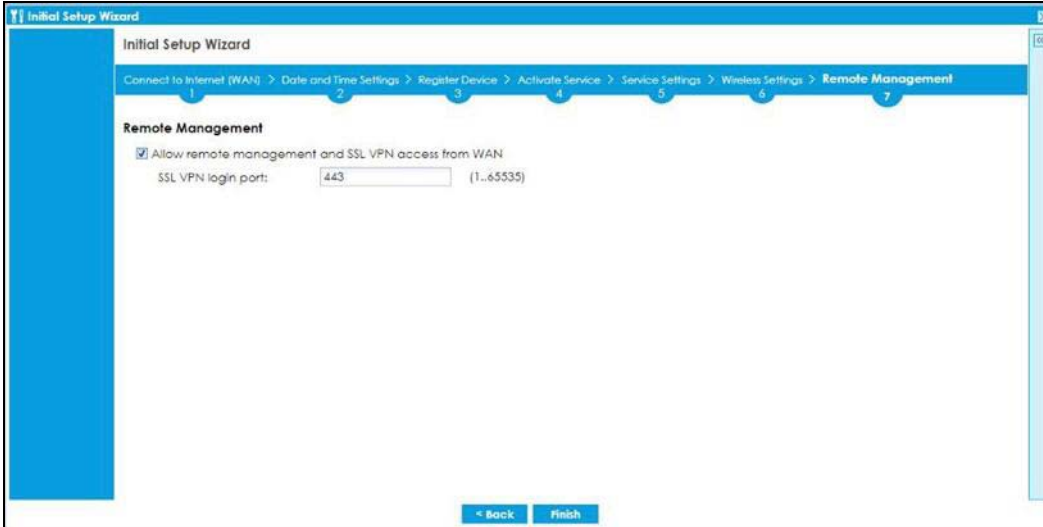 Initial Setup Wizard
Initial Setup Wizard
Connect to Internet (WAN) > Date and Time Settings > Register Device > Activate Service > Service Settings > Wireless Settings > Remote Management
1 2 3 4 5 6 7
Remote Management
Allow remote management and SSL VPN access from WAN
SSL VPN login port: 443 (1..65535)
< Back Finish